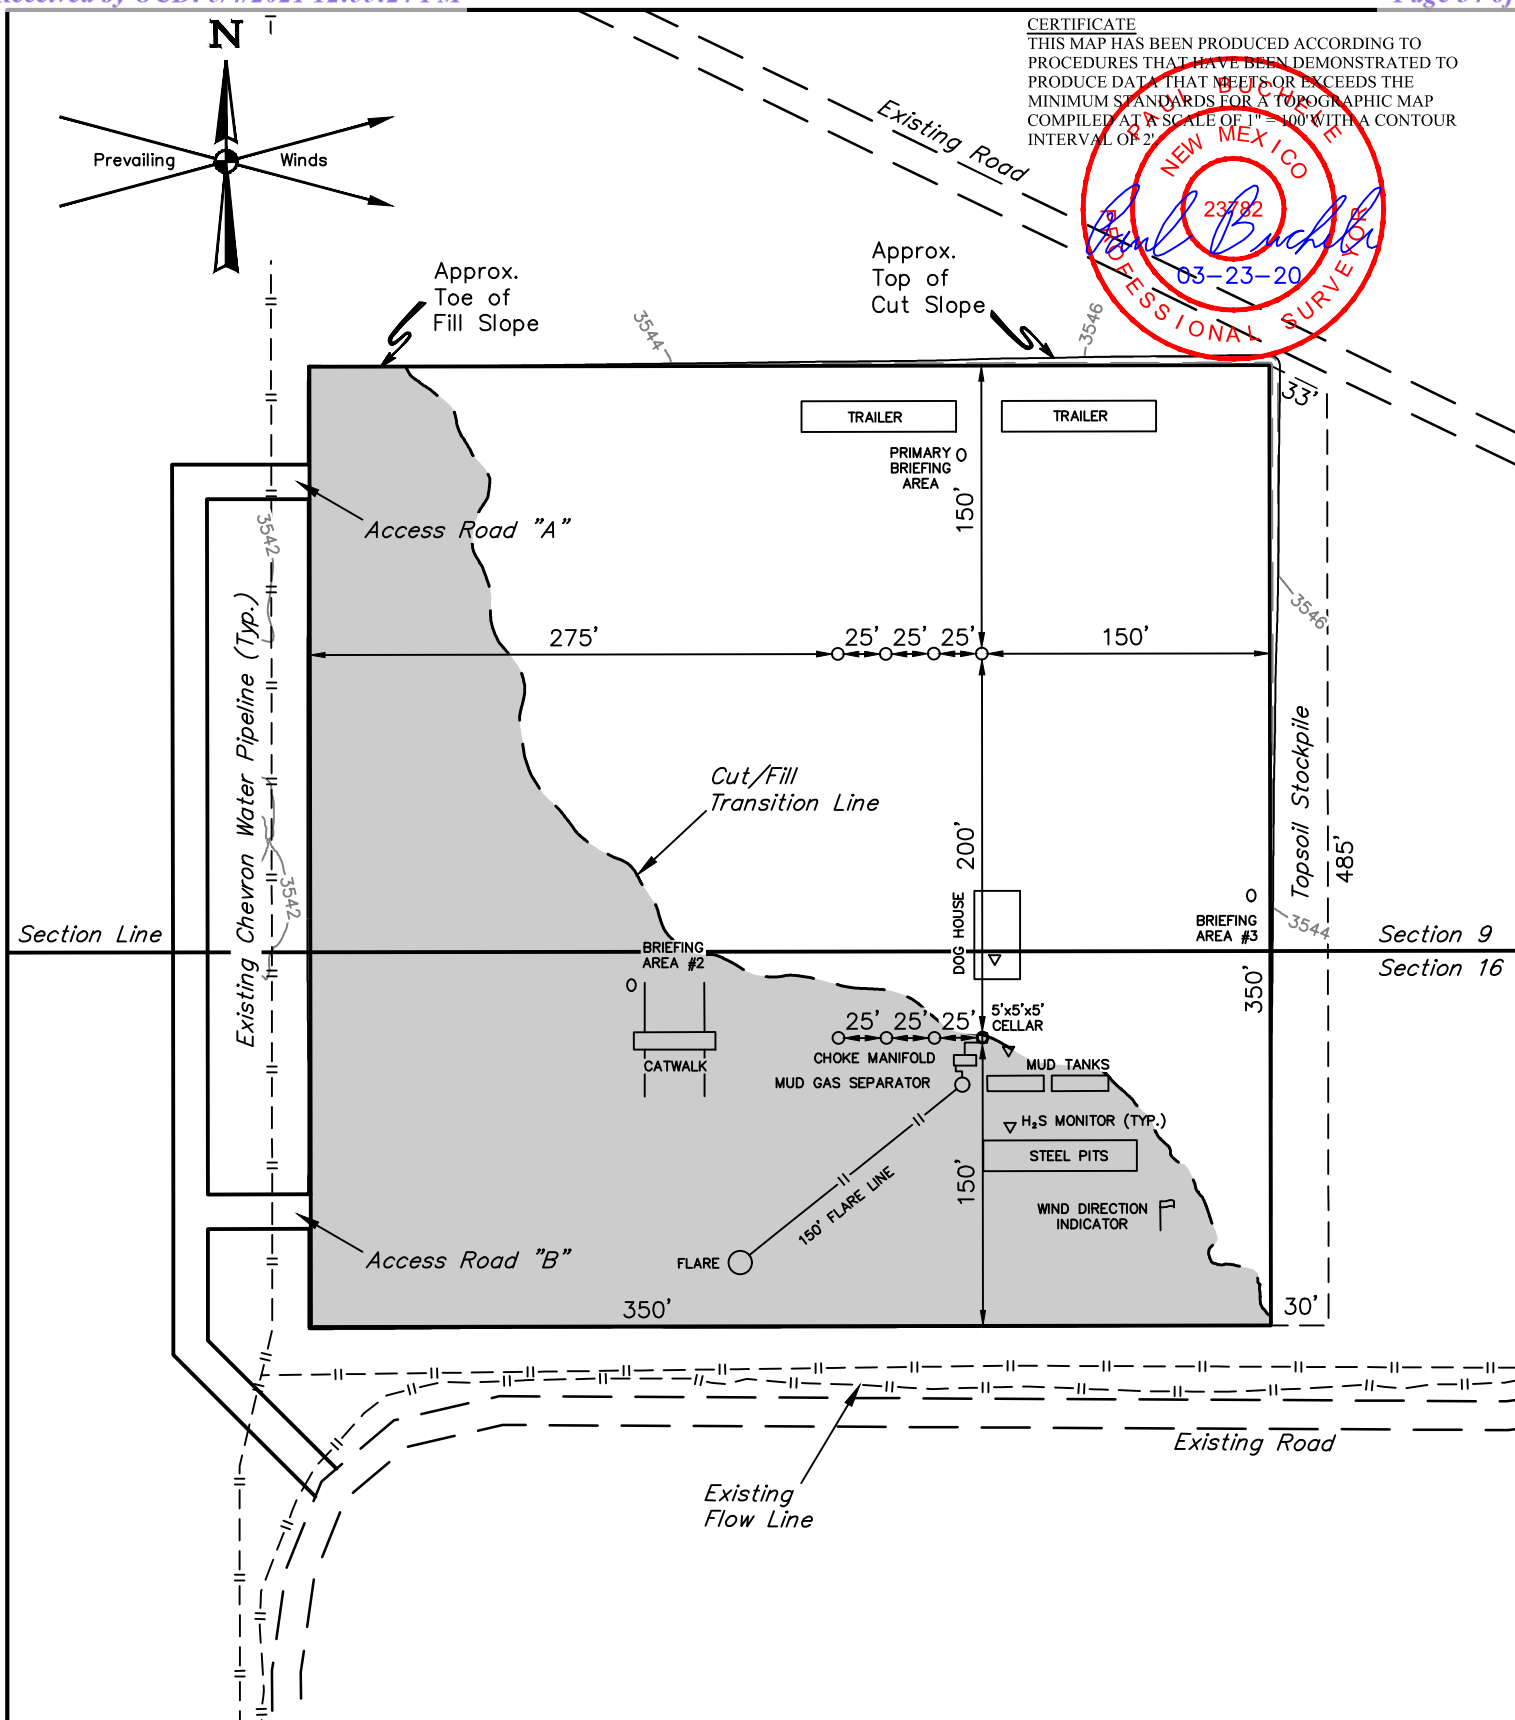 CERTIFICATE
THIS MAP HAS BEEN PRODUCED ACCORDING TO
PROCEDURES THAT HAVE BEEN DEMONSTRATED TO
PRODUCE DATA THAT MEETS OR EXCEEDS THE
MINIMUM STANDARDS FOR A TOPOGRAPHIC MAP
COMPILED AT A SCALE OF 1" = 100' WITH A CONTOUR
INTERVAL OF 2'.
PAUL BUCHELE
NEW MEXICO
23782
Paul Buchele
03-23-20
PROFESSIONAL SURVEYOR
N
Prevailing Winds
Existing Road
Approx.
Toe of
Fill Slope
Approx.
Top of
Cut Slope
3544
3546
33'
TRAILER
TRAILER
PRIMARY
BRIEFING
AREA
150'
Access Road "A"
3542
Existing Chevron Water Pipeline (Typ.)
275'
25'
25'
25'
150'
3546
Topsoil Stockpile
485'
Cut/Fill
Transition Line
200'
DOG HOUSE
3542
BRIEFING
AREA #3
3544
Section Line
Section 9
Section 16
BRIEFING
AREA #2
350'
CATWALK
25'
25'
25'
5'x5'x5'
CELLAR
CHOKE MANIFOLD
MUD GAS SEPARATOR
MUD TANKS
H₂S MONITOR (TYP.)
STEEL PITS
150'
150' FLARE LINE
WIND DIRECTION
INDICATOR
FLARE
Access Road "B"
350'
30'
Existing Road
Existing
Flow Line